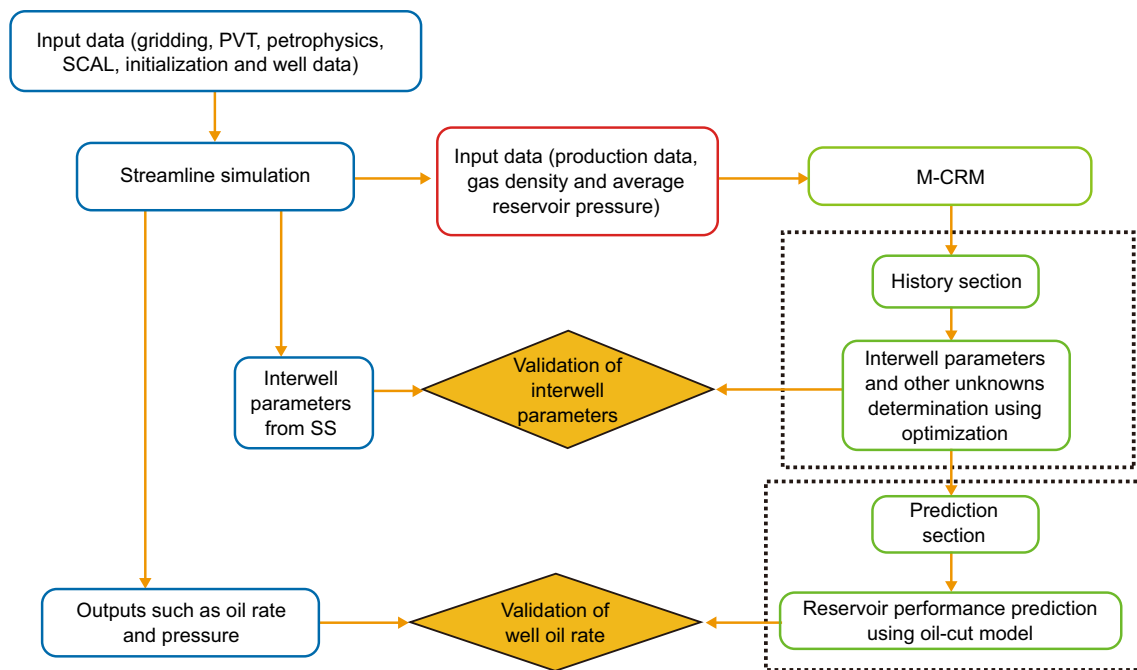 Input data (gridding, PVT, petrophysics,
SCAL, initialization and well data)
Streamline simulation
Input data (production data,
gas density and average
reservoir pressure)
M-CRM
History section
Interwell
parameters
from SS
Validation of
interwell
parameters
Interwell parameters
and other unknowns
determination using
optimization
Prediction
section
Outputs such as oil rate
and pressure
Validation of
well oil rate
Reservoir performance prediction
using oil-cut model